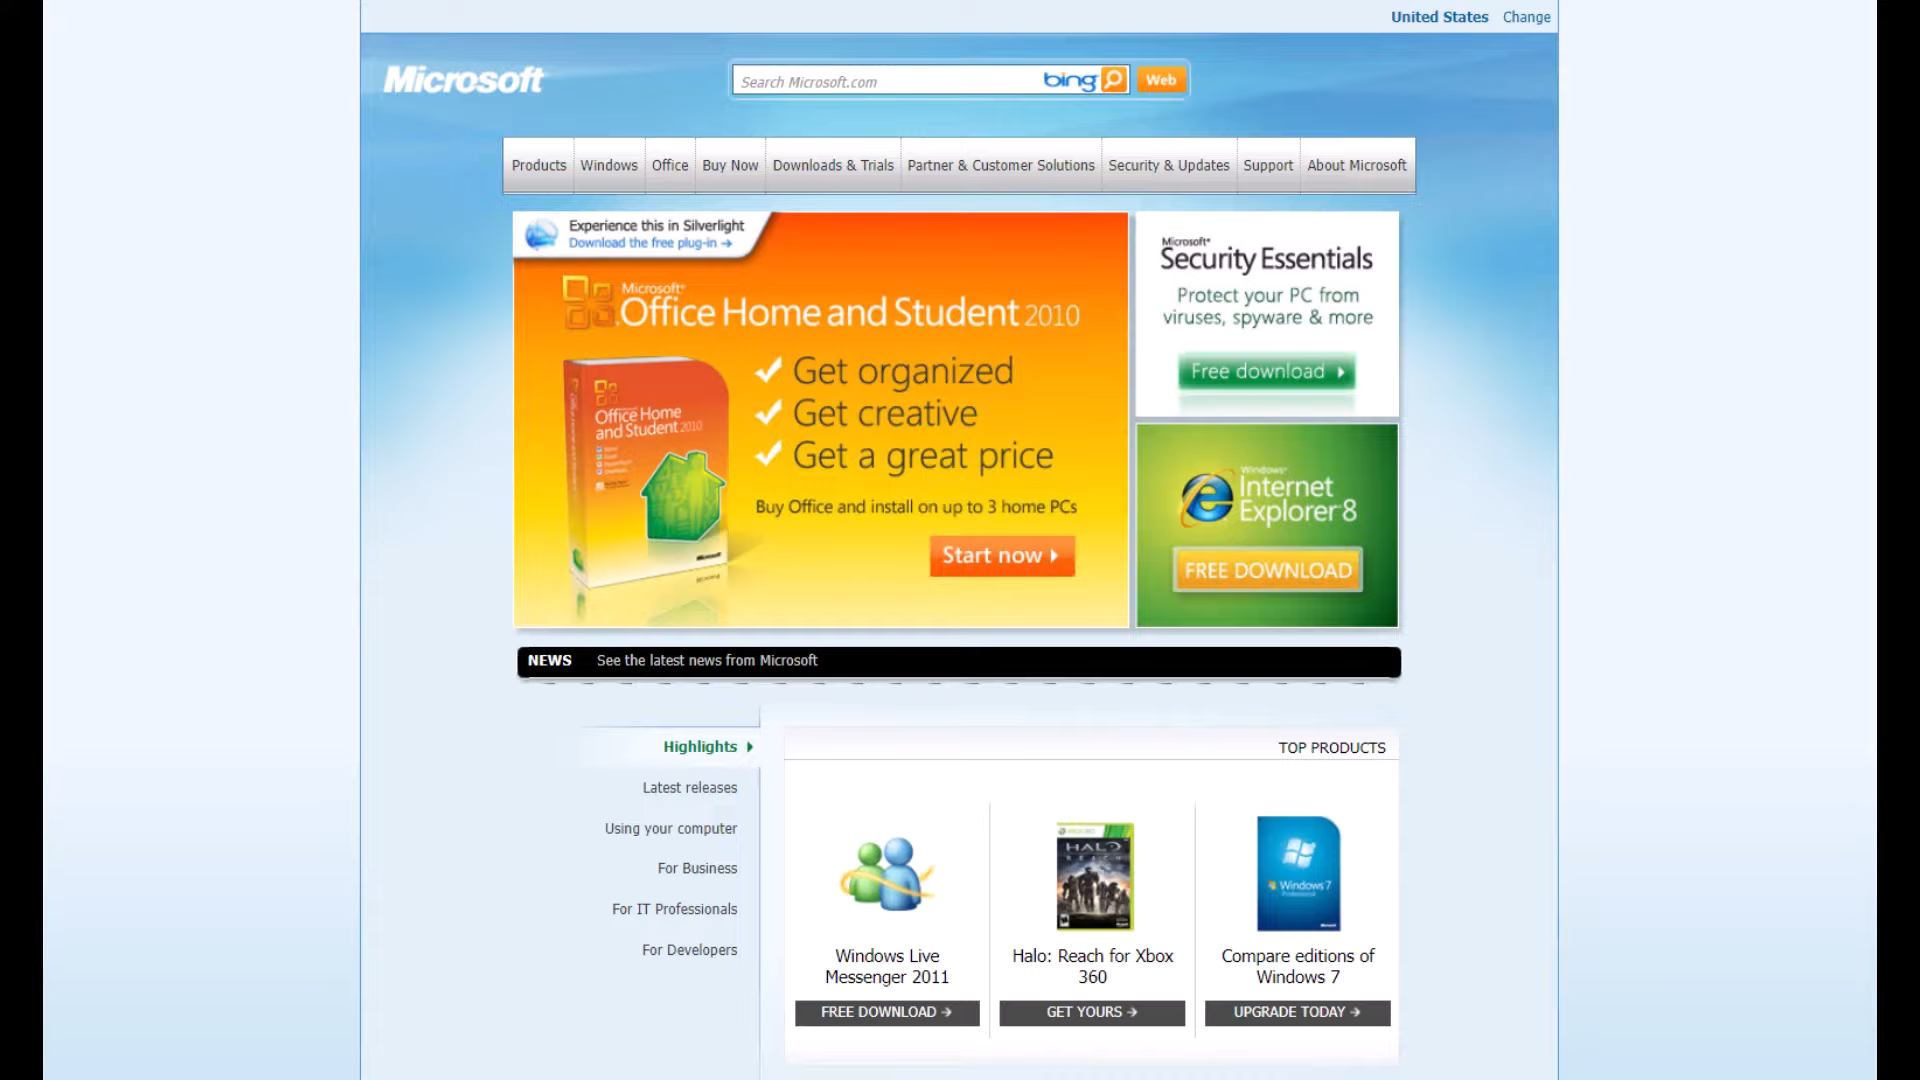 United States Change
Microsoft
Search Microsoft.com bing Web
Products Windows Office Buy Now Downloads & Trials Partner & Customer Solutions Security & Updates Support About Microsoft
Experience this in Silverlight
Download the free plug-in →
Microsoft®
Office Home and Student 2010
Get organized
Get creative
Get a great price
Buy Office and install on up to 3 home PCs
Start now
Office Home
and Student 2010
Microsoft
Microsoft®
Security Essentials
Protect your PC from
viruses, spyware & more
Free download
Windows®
Internet
Explorer 8
FREE DOWNLOAD
NEWS See the latest news from Microsoft
Highlights
Latest releases
Using your computer
For Business
For IT Professionals
For Developers
TOP PRODUCTS
HALO
REACH
Windows 7
Professional
Windows Live
Messenger 2011
FREE DOWNLOAD →
Halo: Reach for Xbox
360
GET YOURS →
Compare editions of
Windows 7
UPGRADE TODAY →